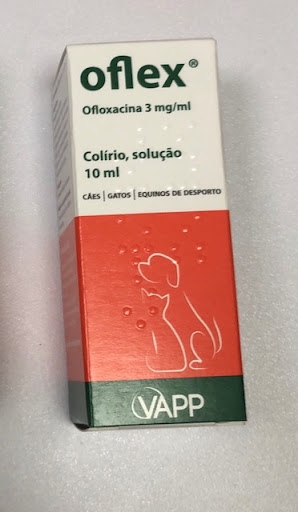 oflex®
Ofloxacina 3 mg/ml
Colírio, solução
10 ml
CÃES | GATOS | EQUINOS DE DESPORTO
VAPP